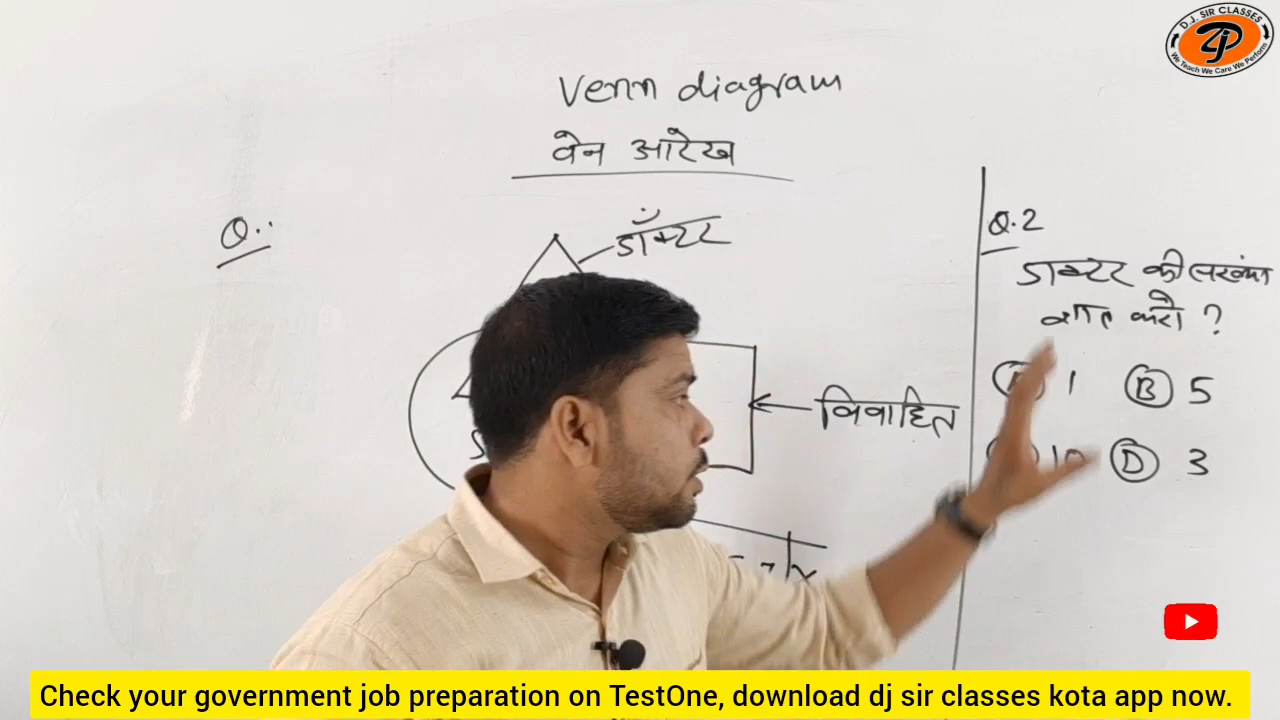 D.J. SIR CLASSES
We Teach We Care We Perform
Venn diagram
वेन आरेख
Q..
डॉक्टर
विवाहित
Q.2
डाक्टर की
करो ?
1 B 5
10 D 3
Check your government job preparation on TestOne, download dj sir classes kota app now.